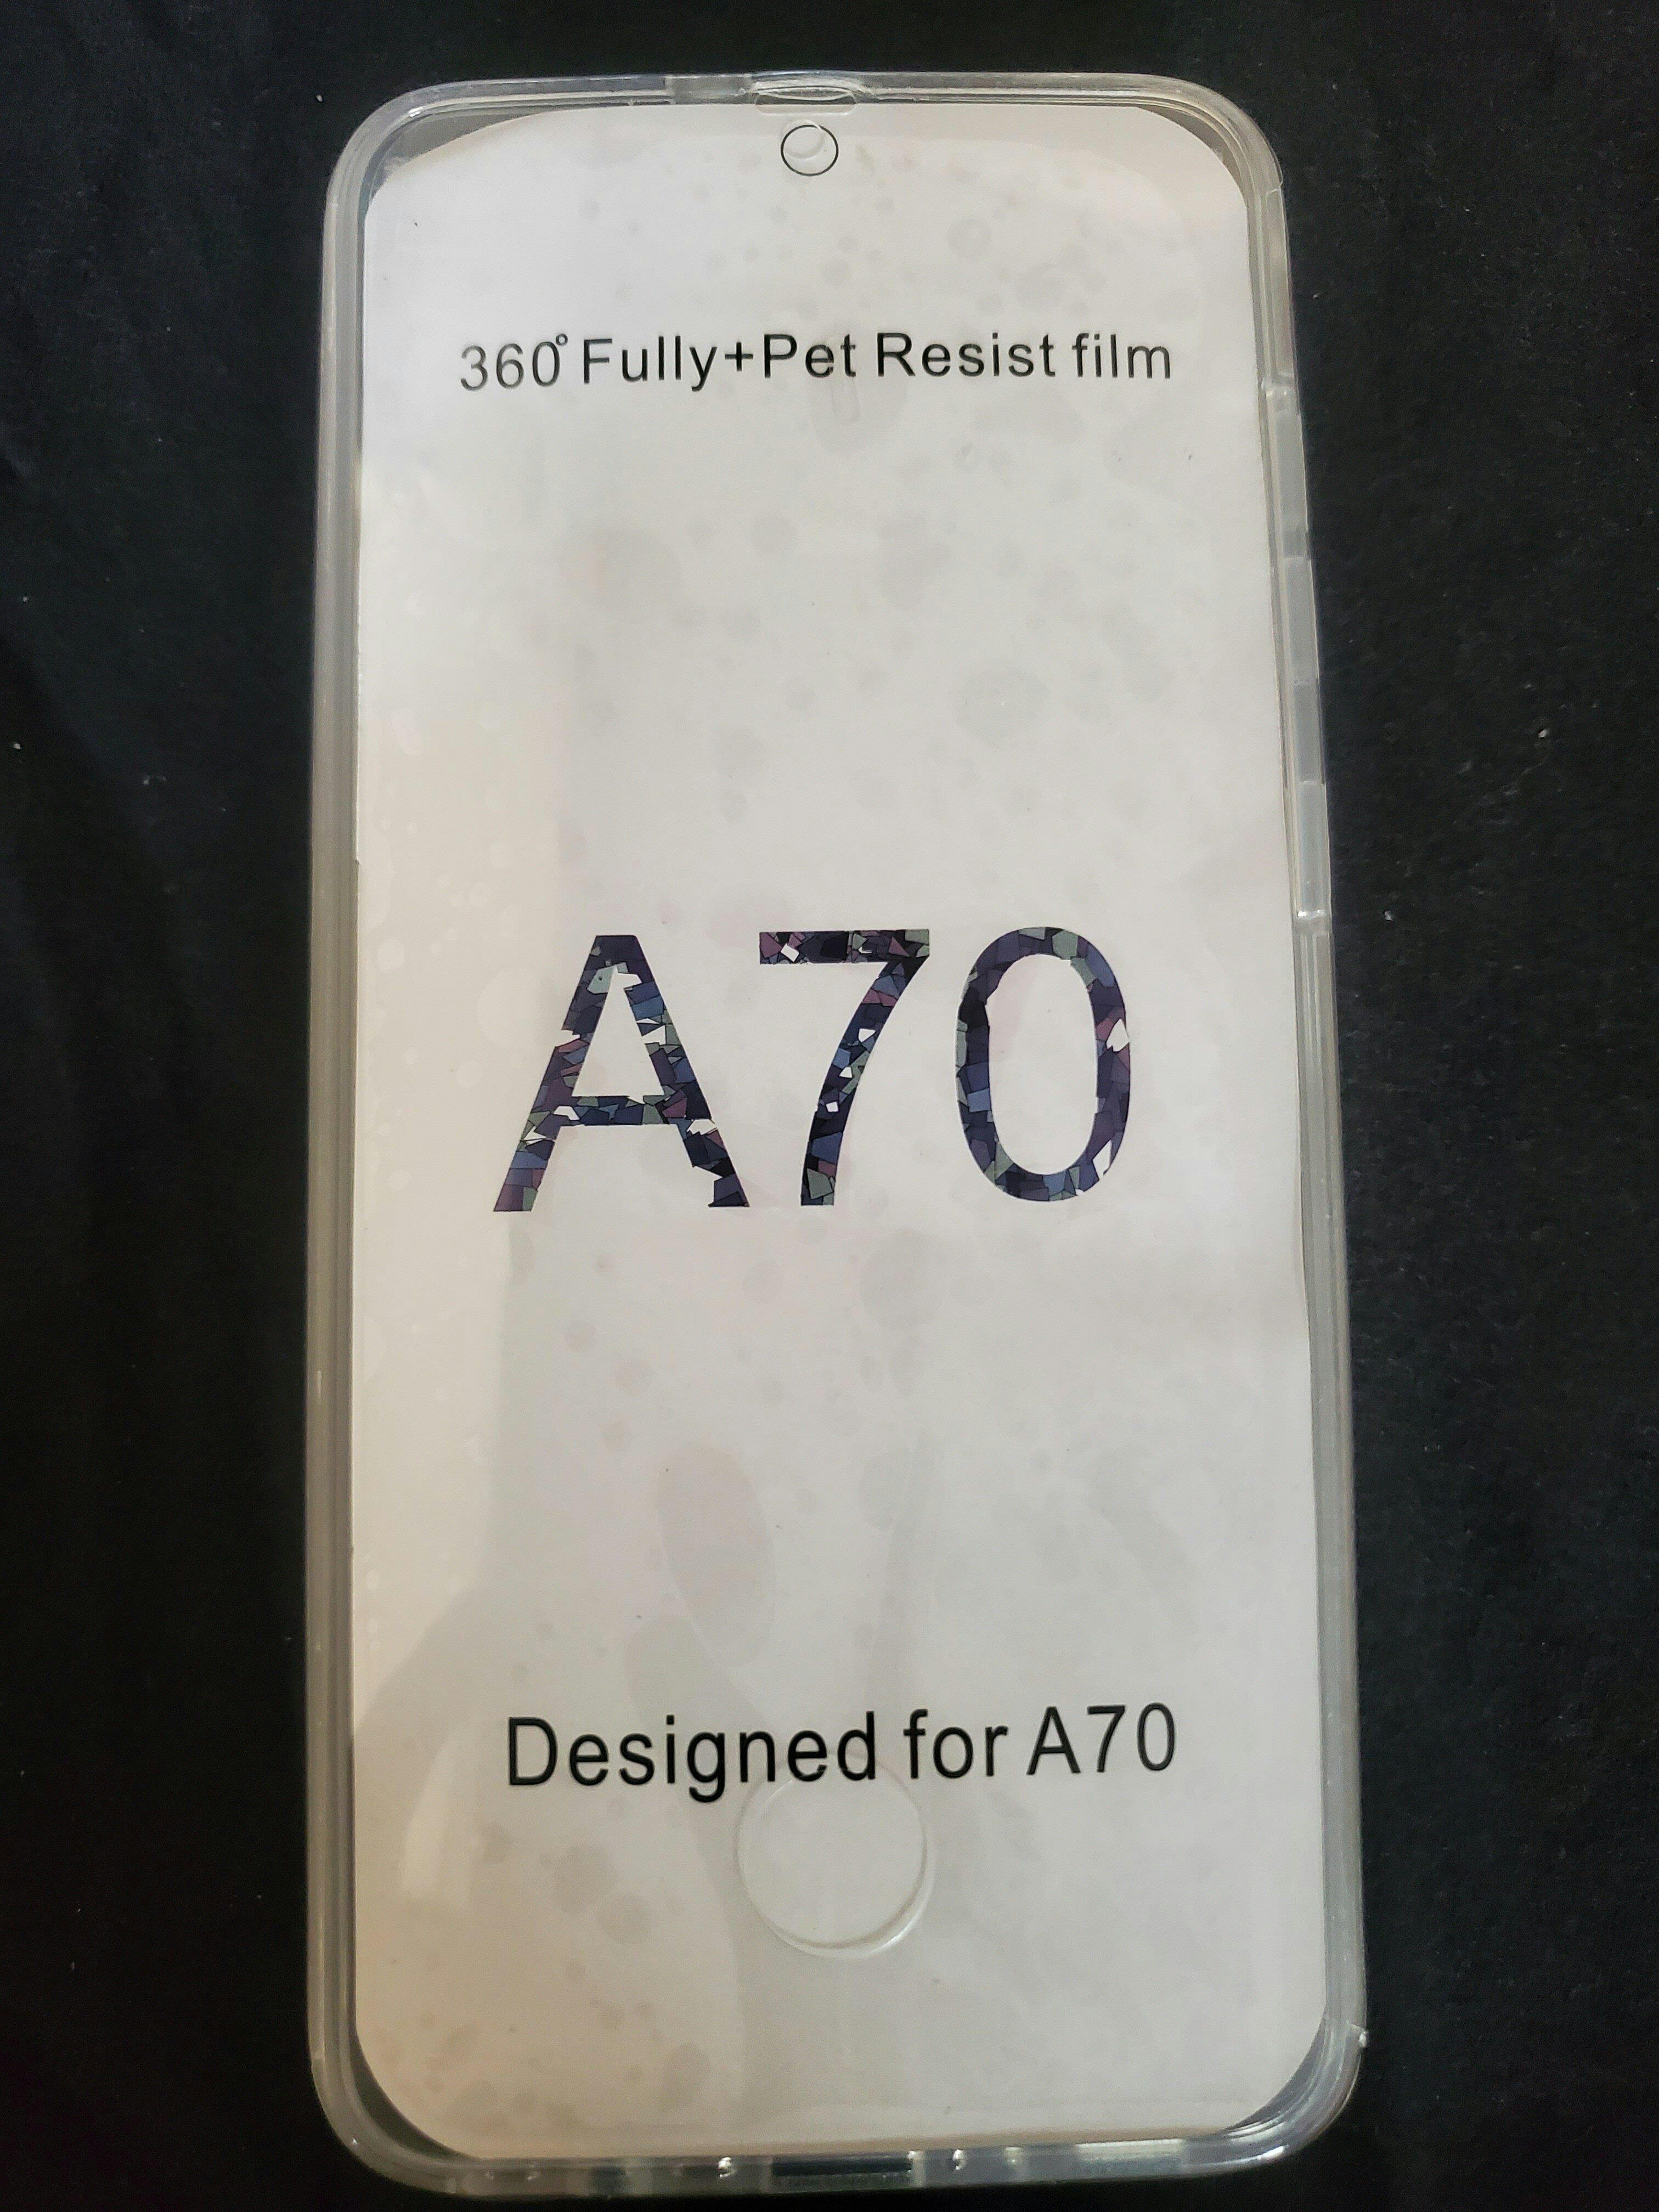 360° Fully+Pet Resist film
A70
Designed for A70